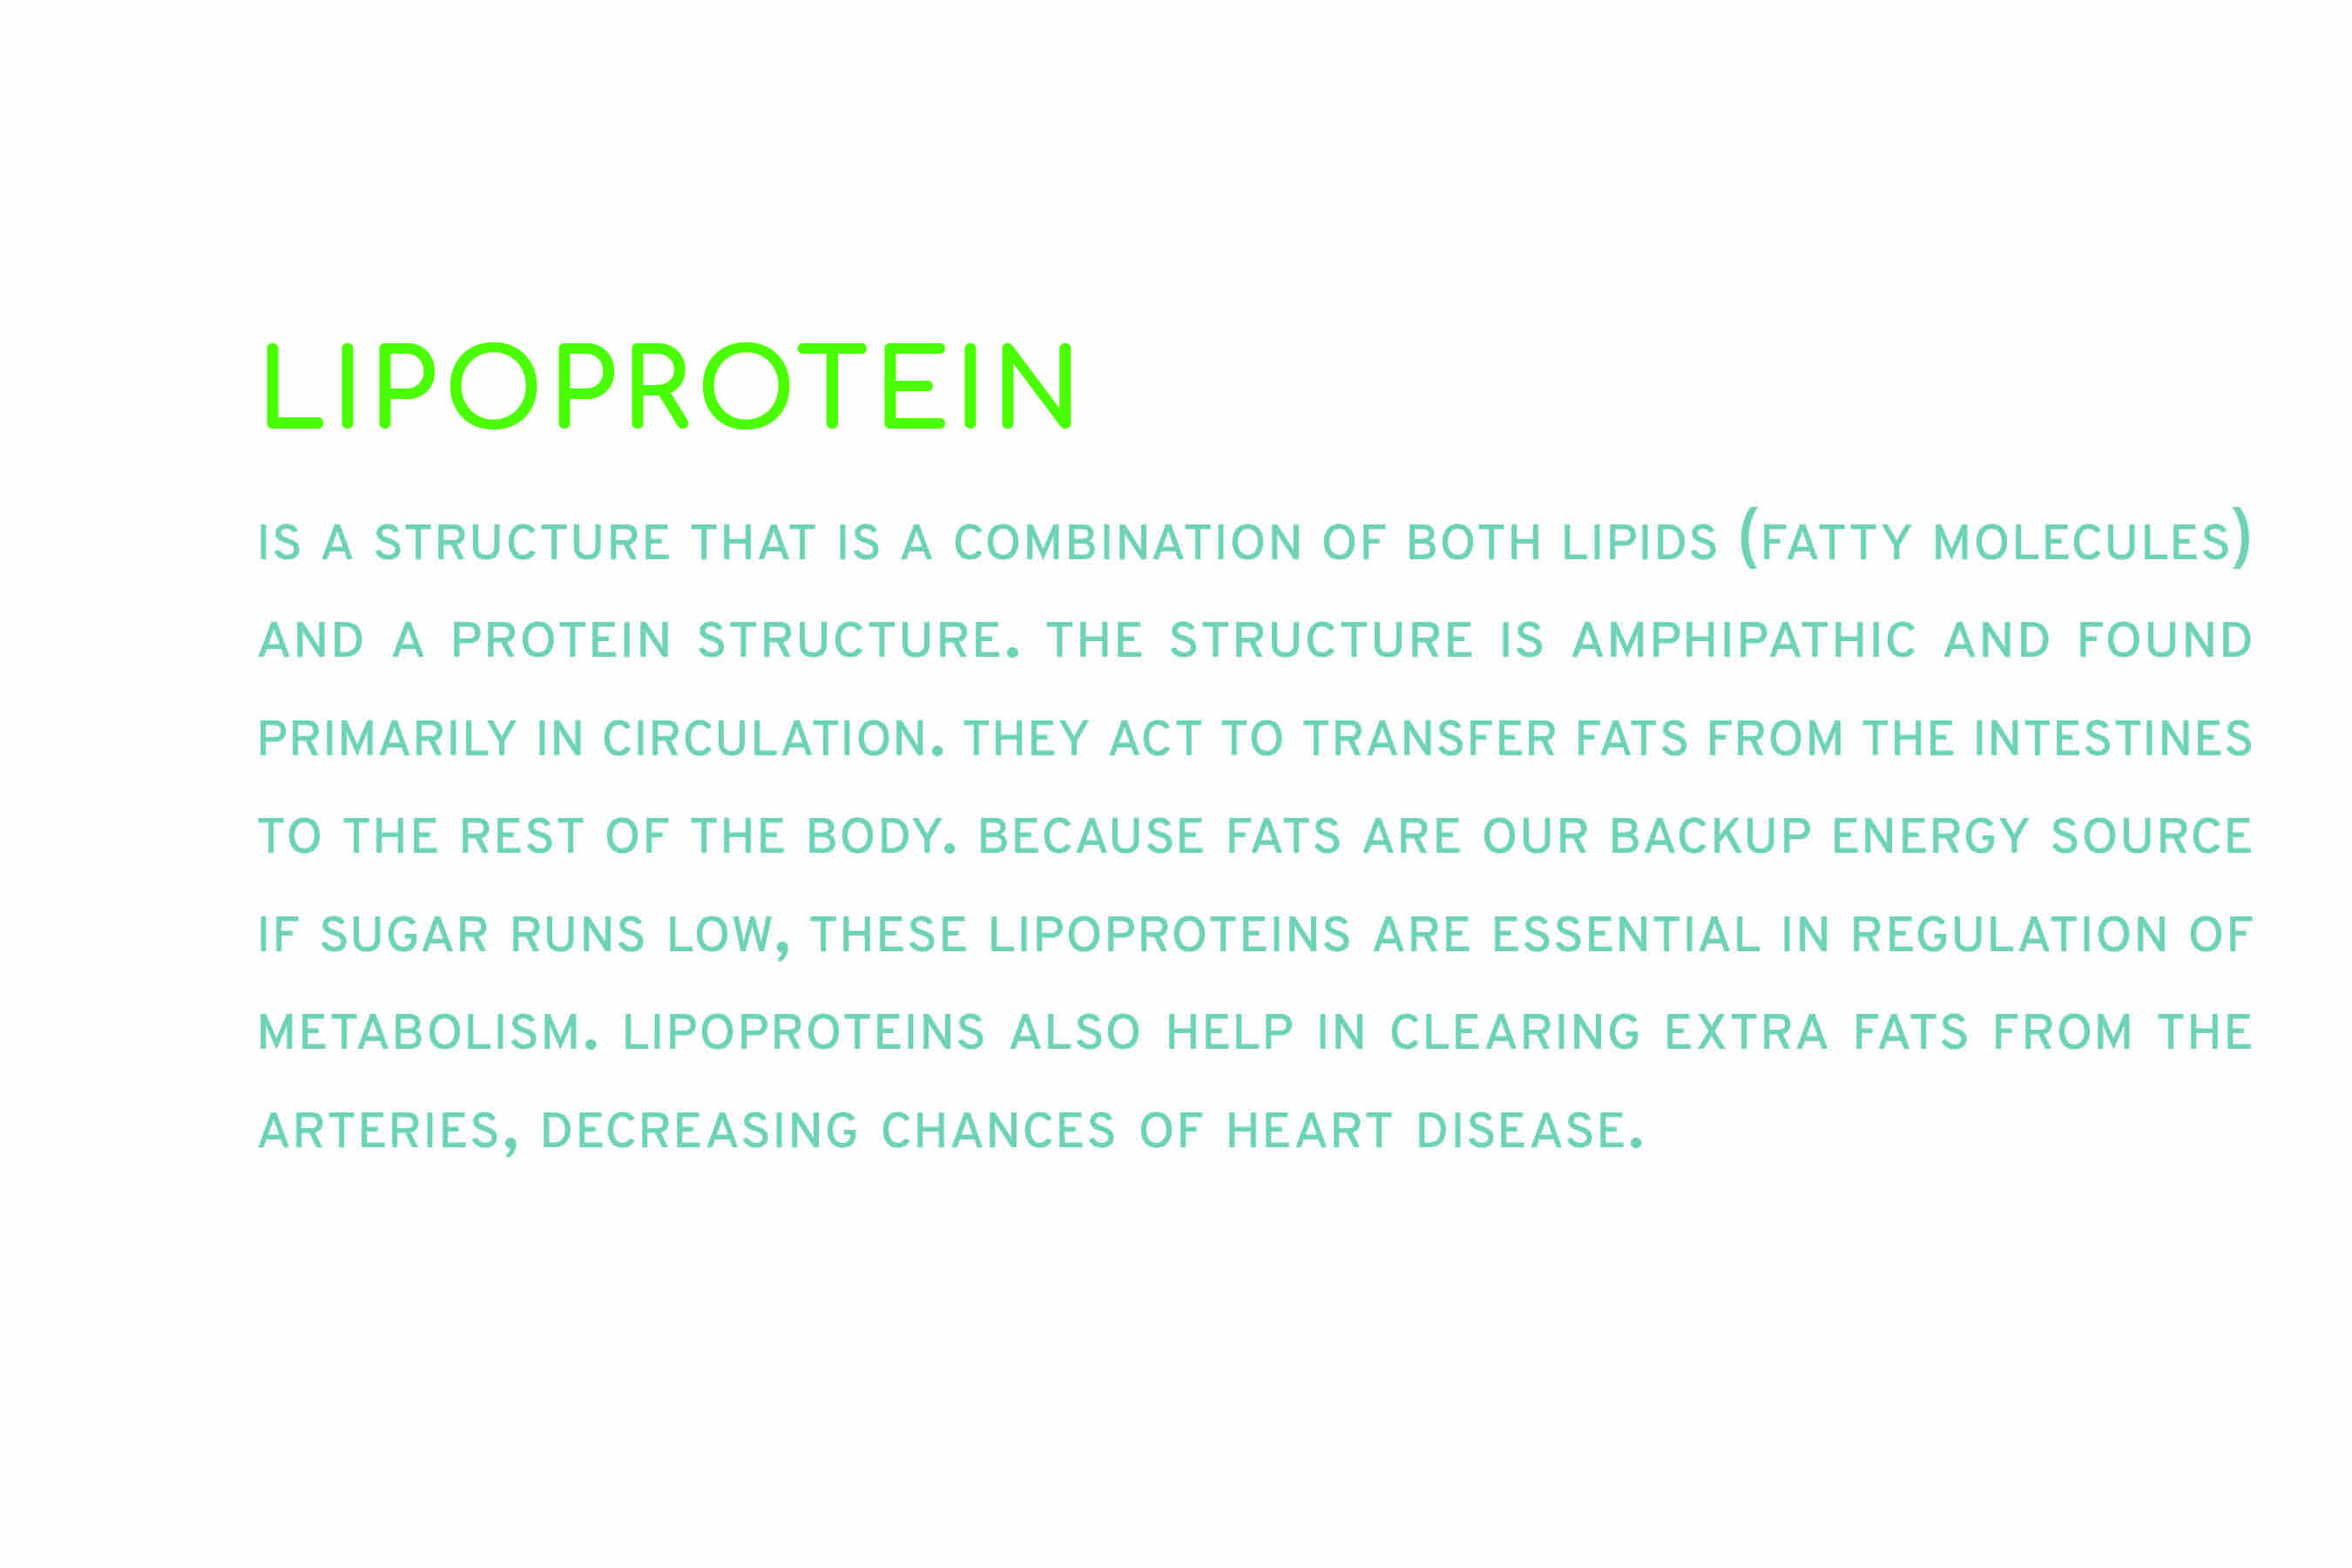 LIPOPROTEIN
IS A STRUCTURE THAT IS A COMBINATION OF BOTH LIPIDS (FATTY MOLECULES)
AND A PROTEIN STRUCTURE. THE STRUCTURE IS AMPHIPATHIC AND FOUND
PRIMARILY IN CIRCULATION. THEY ACT TO TRANSFER FATS FROM THE INTESTINES
TO THE REST OF THE BODY. BECAUSE FATS ARE OUR BACKUP ENERGY SOURCE
IF SUGAR RUNS LOW, THESE LIPOPROTEINS ARE ESSENTIAL IN REGULATION OF
METABOLISM. LIPOPROTEINS ALSO HELP IN CLEARING EXTRA FATS FROM THE
ARTERIES, DECREASING CHANCES OF HEART DISEASE.